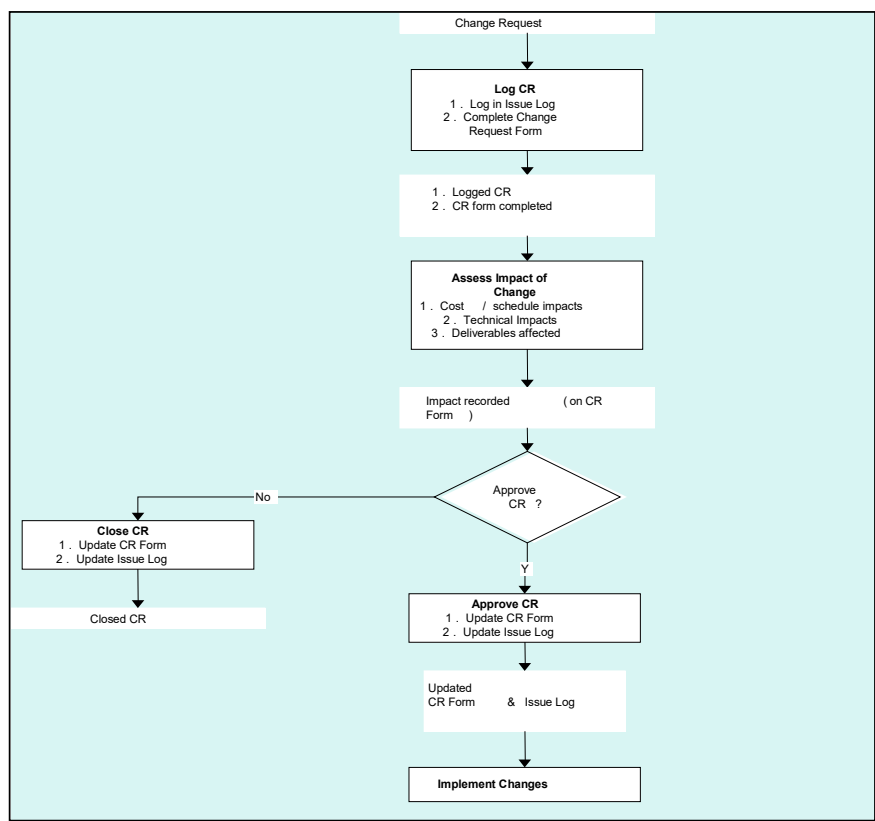 Change Request
Log CR
1 . Log in Issue Log
2 . Complete Change
Request Form
1 . Logged CR
2 . CR form completed
Assess Impact of
Change
1 . Cost / schedule impacts
2 . Technical Impacts
3 . Deliverables affected
Impact recorded ( on CR
Form )
Approve
CR ?
No
Close CR
1 . Update CR Form
2 . Update Issue Log
Closed CR
Y
Approve CR
1 . Update CR Form
2 . Update Issue Log
Updated
CR Form & Issue Log
Implement Changes